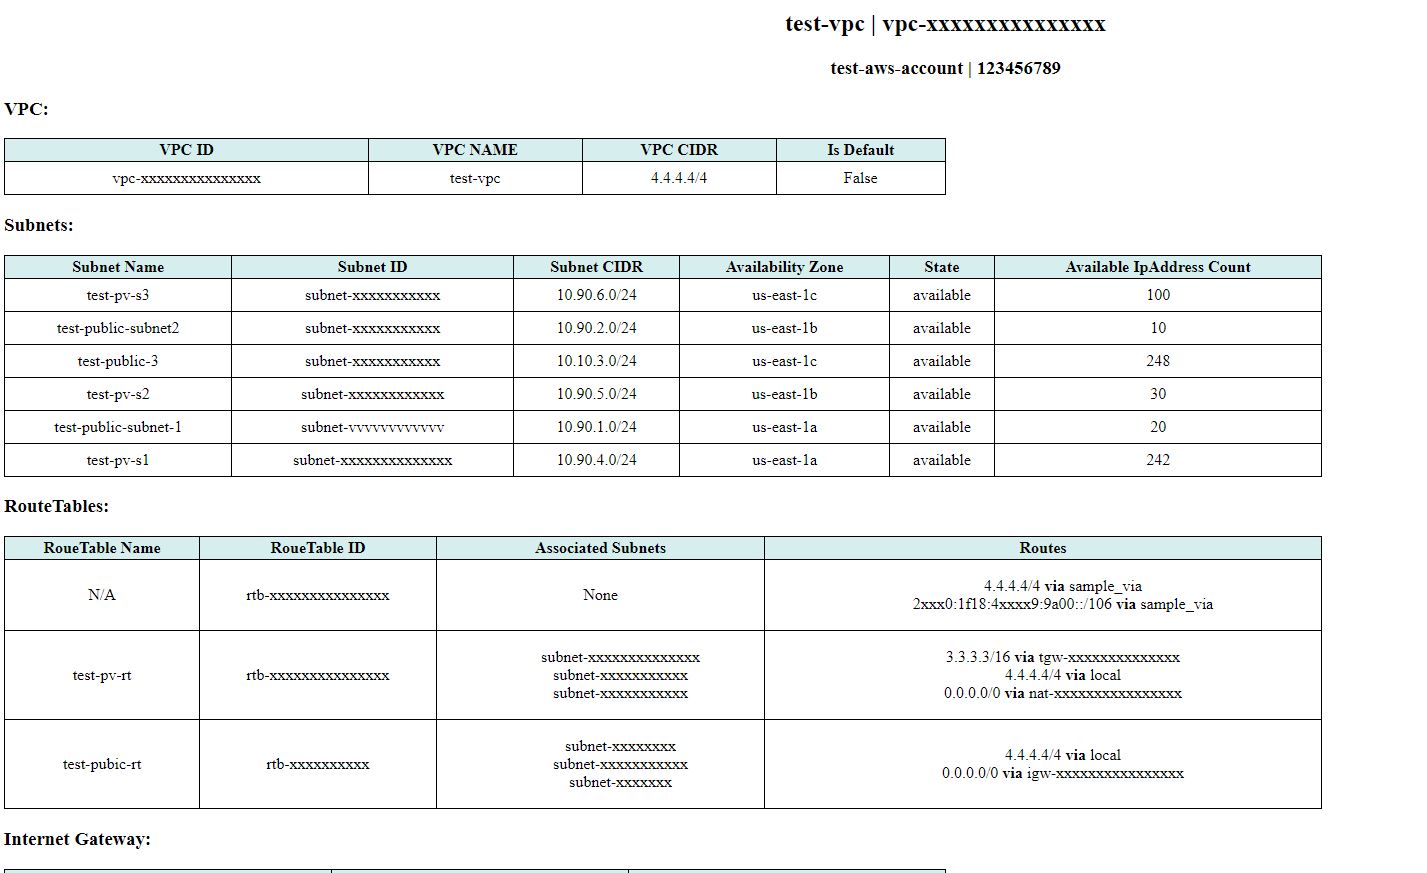 test-vpc | vpc-xxxxxxxxxxxxxxx
test-aws-account | 123456789
VPC:
VPC ID VPC NAME VPC CIDR Is Default
vpc-xxxxxxxxxxxxxxx test-vpc 4.4.4.4/4 False
Subnets:
Subnet Name Subnet ID Subnet CIDR Availability Zone State Available IpAddress Count
test-pv-s3 subnet-xxxxxxxxxxx 10.90.6.0/24 us-east-1c available 100
test-public-subnet2 subnet-xxxxxxxxxxx 10.90.2.0/24 us-east-1b available 10
test-public-3 subnet-xxxxxxxxxxx 10.10.3.0/24 us-east-1c available 248
test-pv-s2 subnet-xxxxxxxxxxxx 10.90.5.0/24 us-east-1b available 30
test-public-subnet-1 subnet-vvvvvvvvvvvv 10.90.1.0/24 us-east-1a available 20
test-pv-s1 subnet-xxxxxxxxxxxxxx 10.90.4.0/24 us-east-1a available 242
RouteTables:
RoueTable Name RoueTable ID Associated Subnets Routes
N/A rtb-xxxxxxxxxxxxxxx None
4.4.4.4/4 via sample_via
2xxx0:1f18:4xxxx9:9a00::/106 via sample_via
test-pv-rt rtb-xxxxxxxxxxxxxxx
subnet-xxxxxxxxxxxxxx
subnet-xxxxxxxxxxx
subnet-xxxxxxxxxxx
3.3.3.3/16 via tgw-xxxxxxxxxxxxxx
4.4.4.4/4 via local
0.0.0.0/0 via nat-xxxxxxxxxxxxxxxx
test-pubic-rt rtb-xxxxxxxxxx
subnet-xxxxxxxx
subnet-xxxxxxxxxxx
subnet-xxxxxxx
4.4.4.4/4 via local
0.0.0.0/0 via igw-xxxxxxxxxxxxxxxx
Internet Gateway: